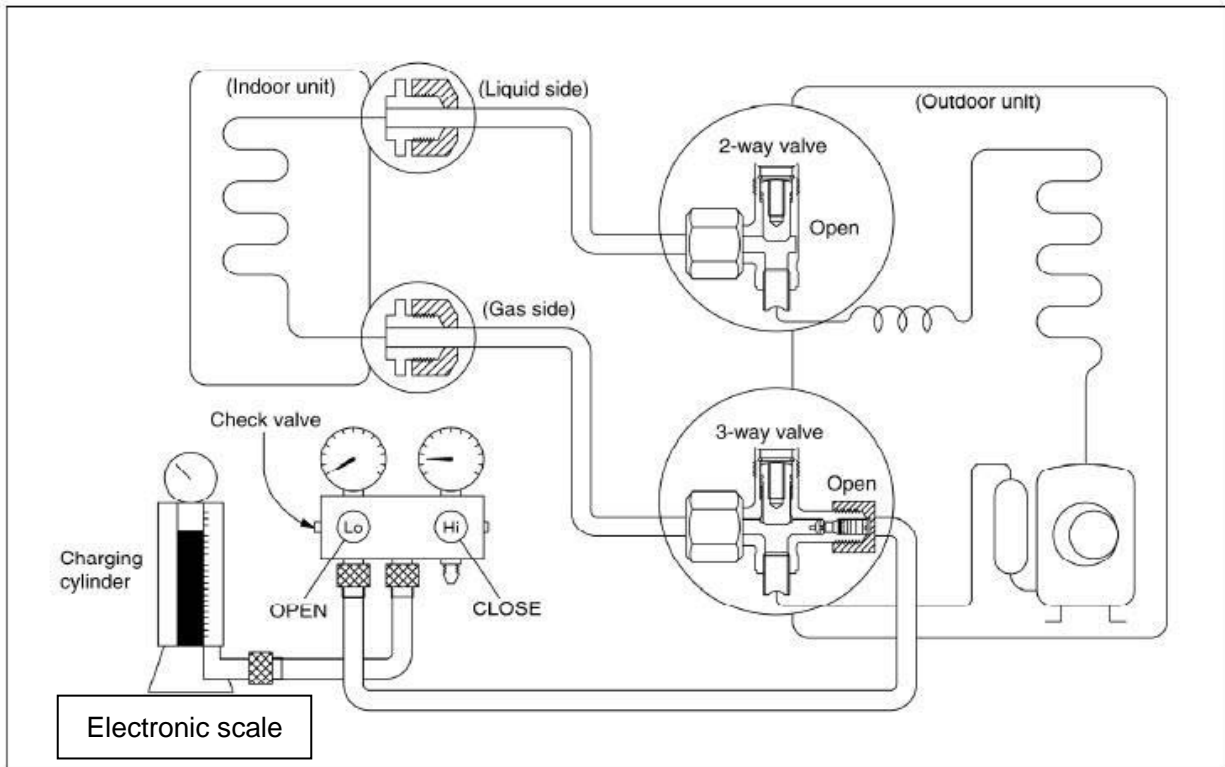 (Indoor unit)
(Liquid side)
(Outdoor unit)
2-way valve
Open
(Gas side)
Check valve
3-way valve
Open
Lo
Hi
Charging
cylinder
OPEN
CLOSE
Electronic scale